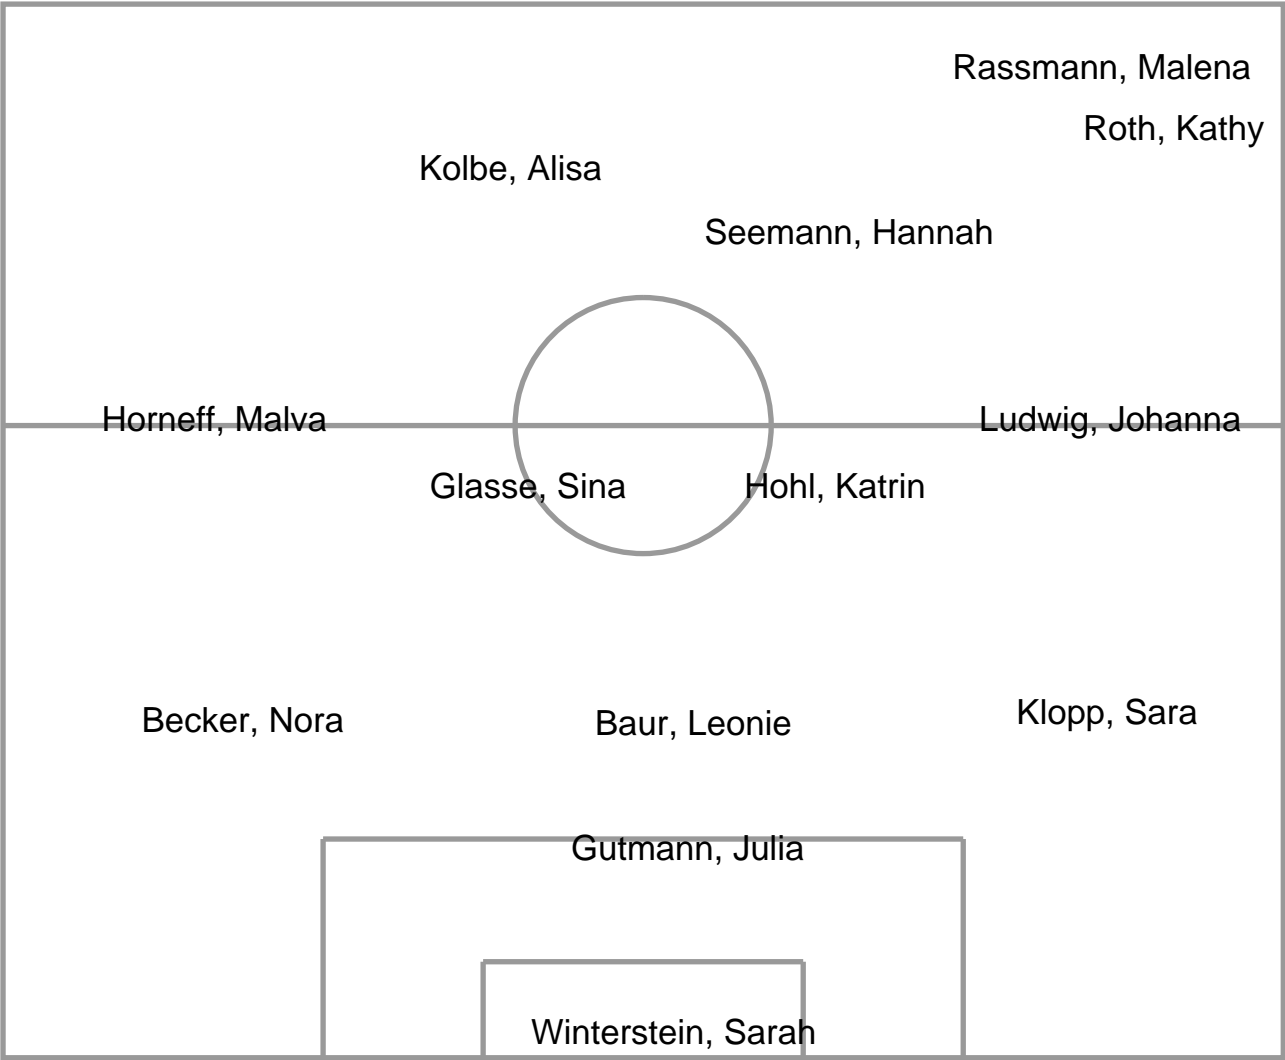 Rassmann, Malena
Roth, Kathy
Kolbe, Alisa
Seemann, Hannah
Horneff, Malva
Ludwig, Johanna
Glasse, Sina
Hohl, Katrin
Becker, Nora
Baur, Leonie
Klopp, Sara
Gutmann, Julia
Winterstein, Sarah